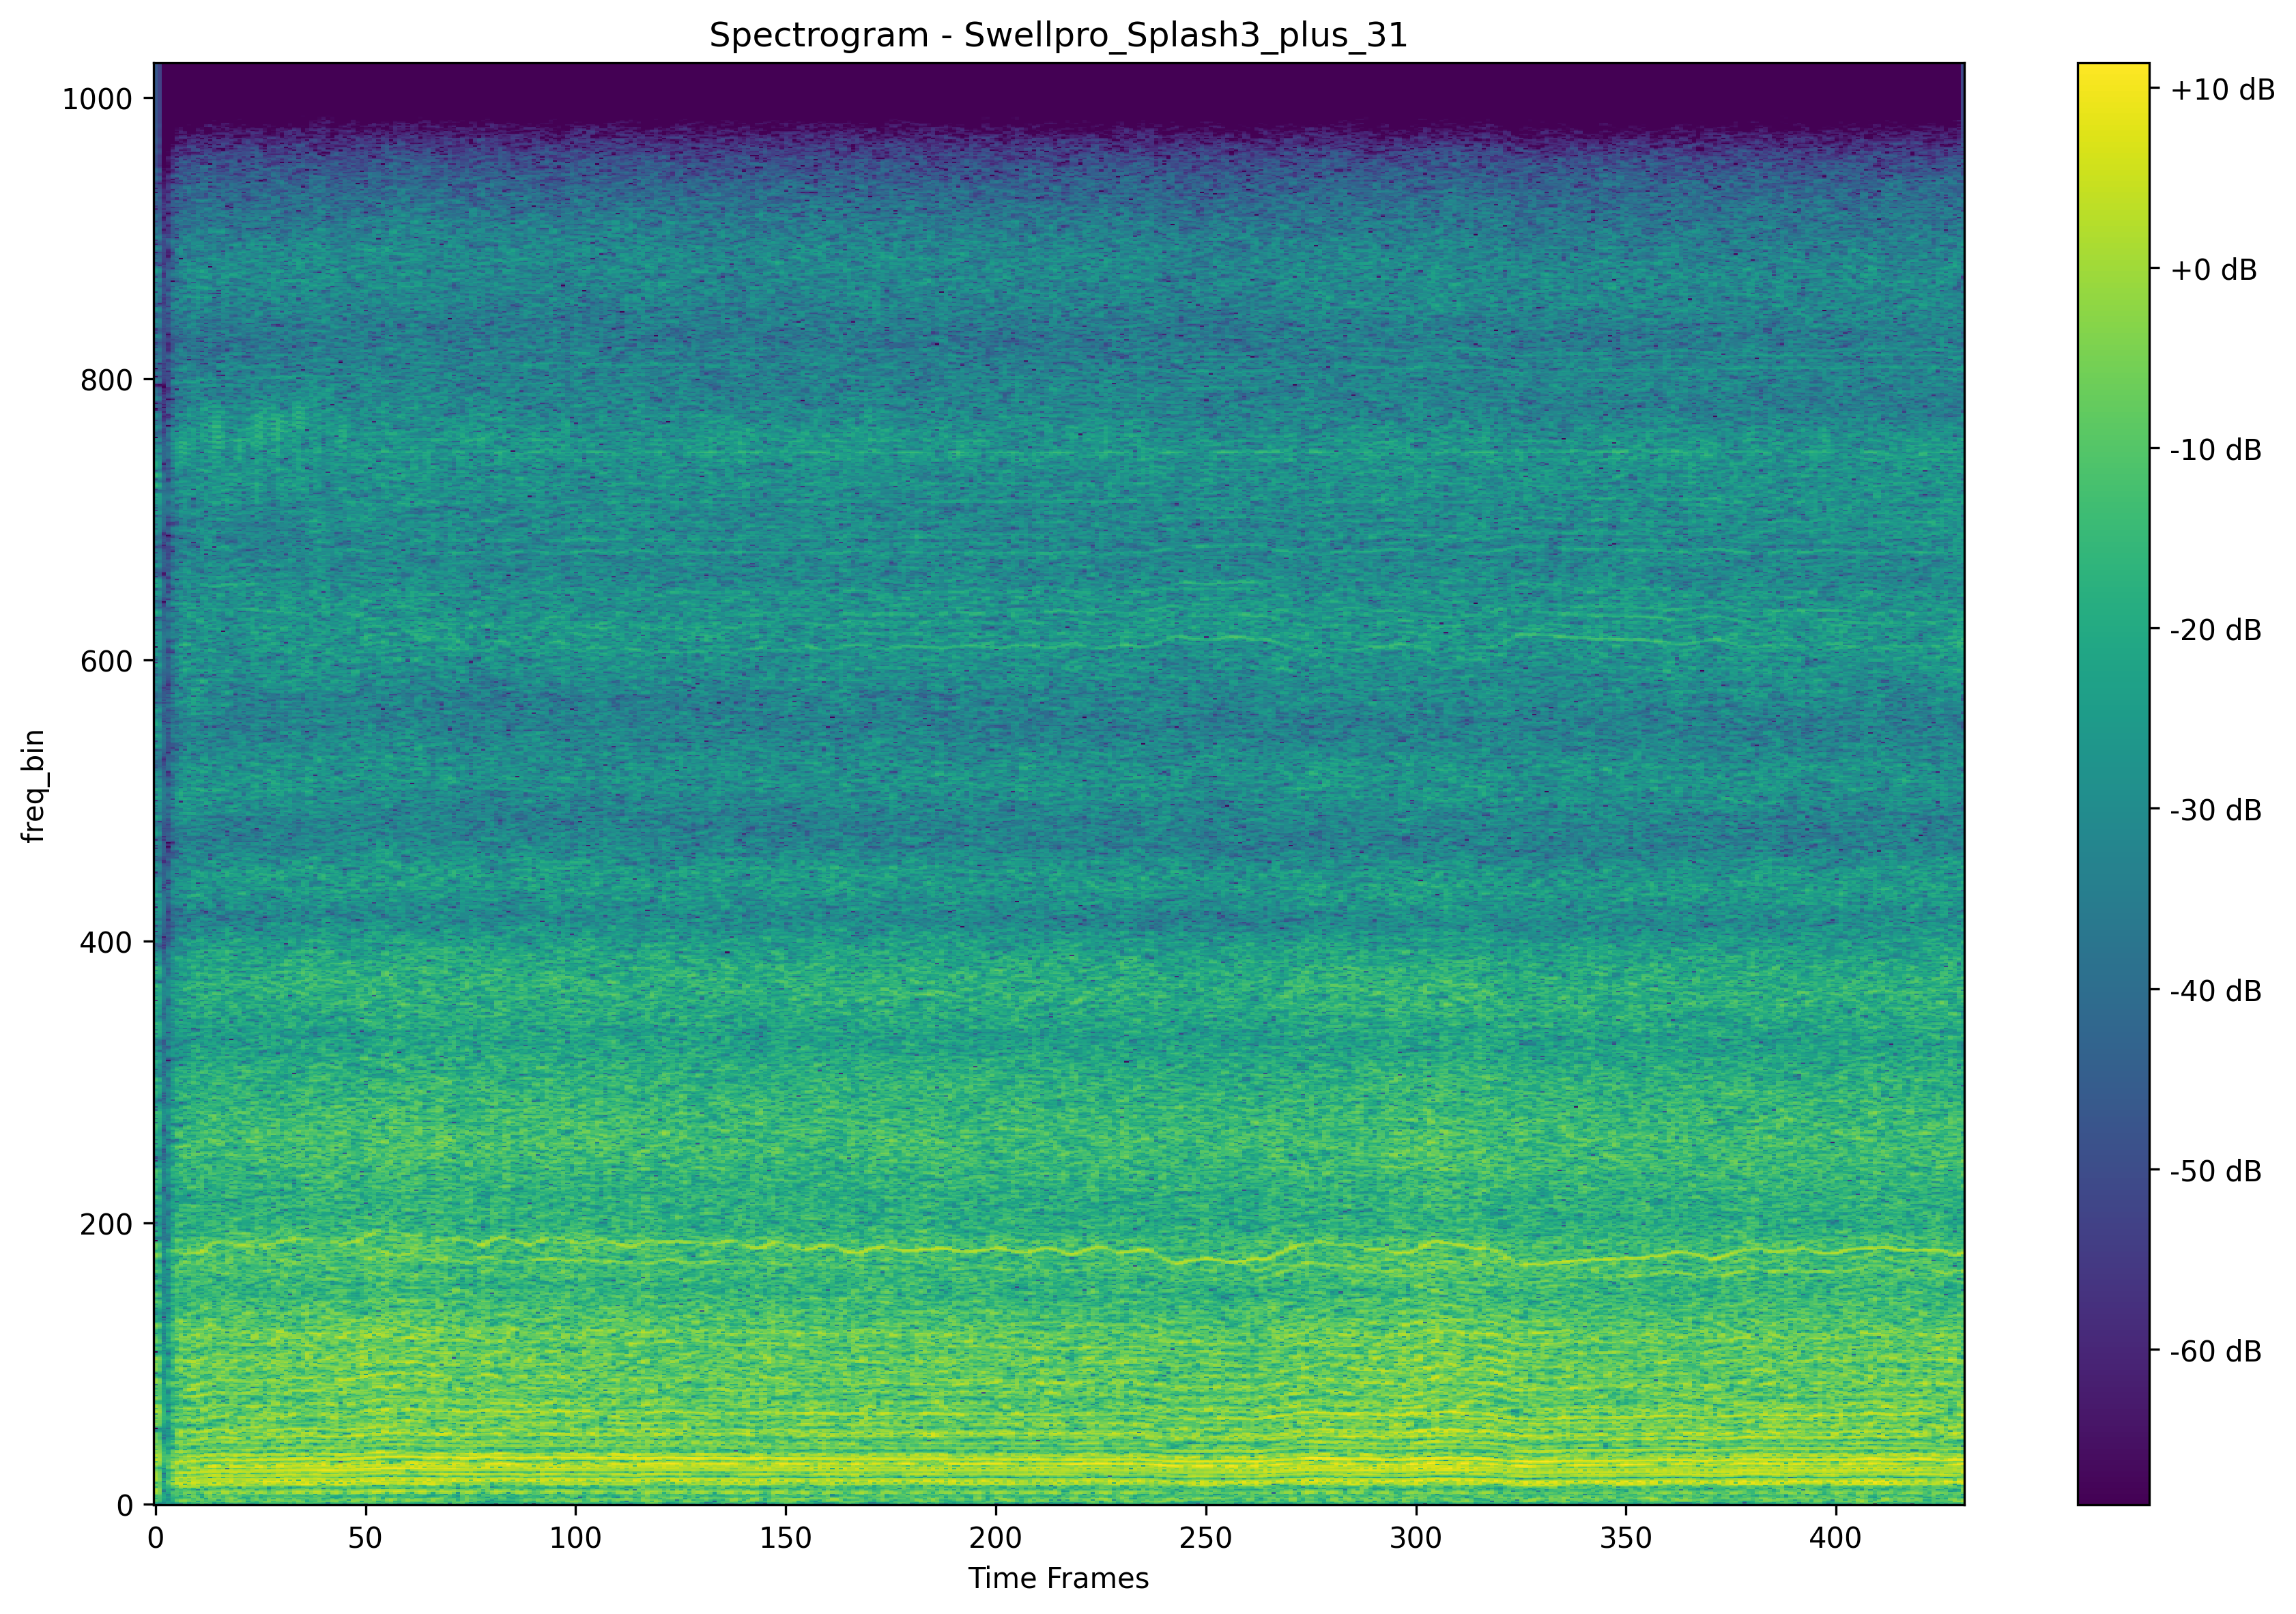 Spectrogram - Swellpro_Splash3_plus_31
1000
800
600
400
200
0
freq_bin
0 50 100 150 200 250 300 350 400
Time Frames
+10 dB
+0 dB
-10 dB
-20 dB
-30 dB
-40 dB
-50 dB
-60 dB